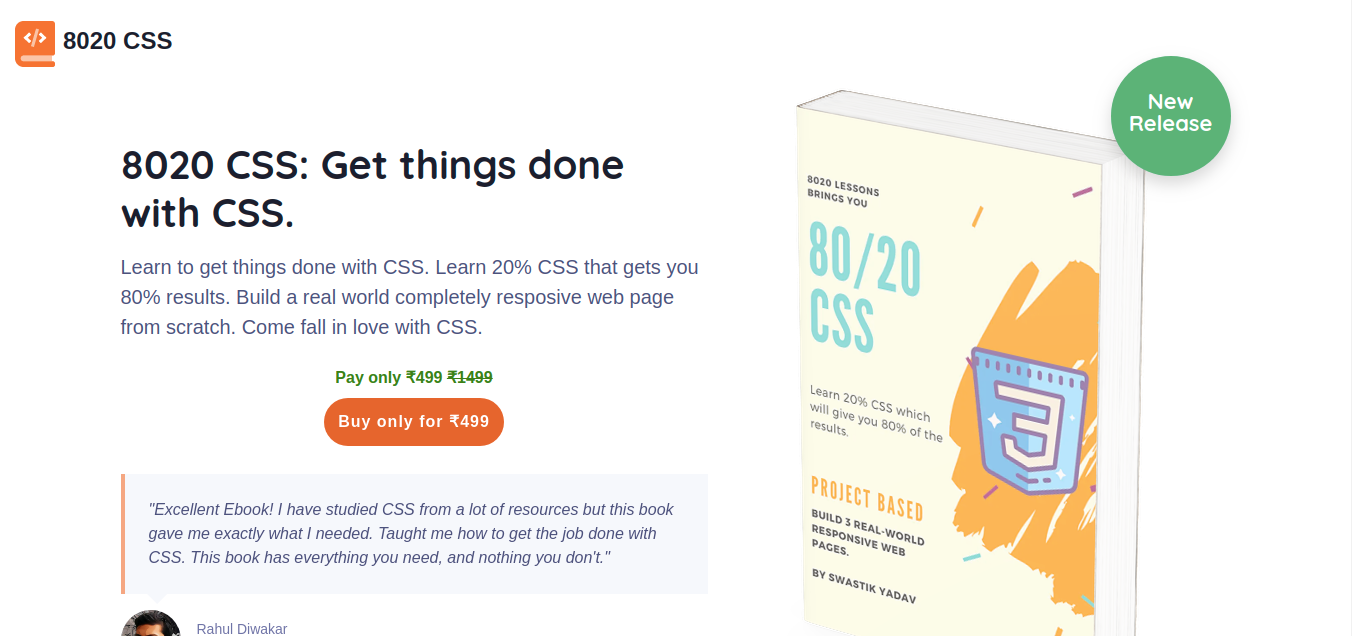 8020 CSS
New
Release
8020 CSS: Get things done
with CSS.
Learn to get things done with CSS. Learn 20% CSS that gets you
80% results. Build a real world completely resposive web page
from scratch. Come fall in love with CSS.
Pay only ₹499 ₹1499
Buy only for ₹499
"Excellent Ebook! I have studied CSS from a lot of resources but this book
gave me exactly what I needed. Taught me how to get the job done with
CSS. This book has everything you need, and nothing you don't."
Rahul Diwakar
8020 LESSONS
BRINGS YOU
80/20
CSS
Learn 20% CSS which
will give you 80% of the
results.
PROJECT BASED
BUILD 3 REAL-WORLD
RESPONSIVE WEB
PAGES.
BY SWASTIK YADAV